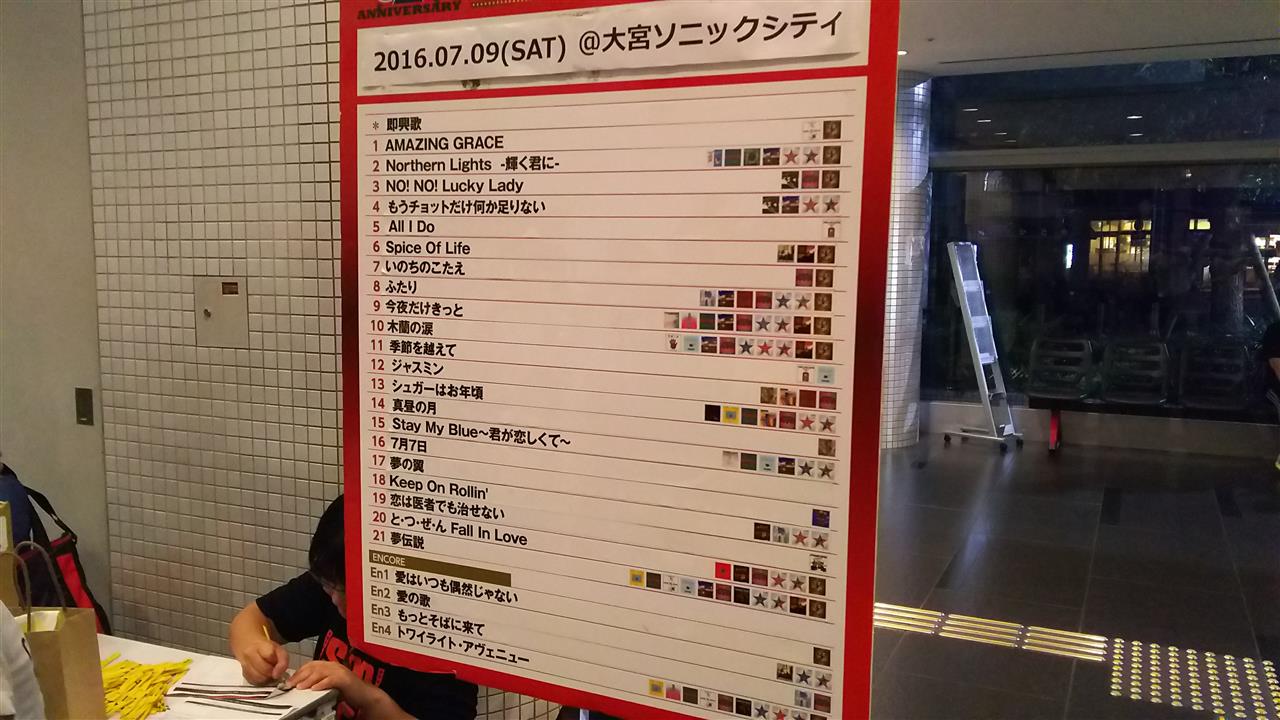 ANNIVERSARY
2016.07.09(SAT) @大宮ソニックシティ
* 即興歌
1 AMAZING GRACE
2 Northern Lights -輝く君に-
3 NO! NO! Lucky Lady
4 もうチョットだけ何か足りない
5 All I Do
6 Spice Of Life
7 いのちのこたえ
8 ふたり
9 今夜だけきっと
10 木蘭の涙
11 季節を越えて
12 ジャスミン
13 シュガーはお年頃
14 真昼の月
15 Stay My Blue〜君が恋しくて〜
16 7月7日
17 夢の翼
18 Keep On Rollin'
19 恋は医者でも治せない
20 と・つ・ぜ・ん Fall In Love
21 夢伝説
ENCORE
En1 愛はいつも偶然じゃない
En2 愛の歌
En3 もっとそばに来て
En4 トワイライト・アヴェニュー